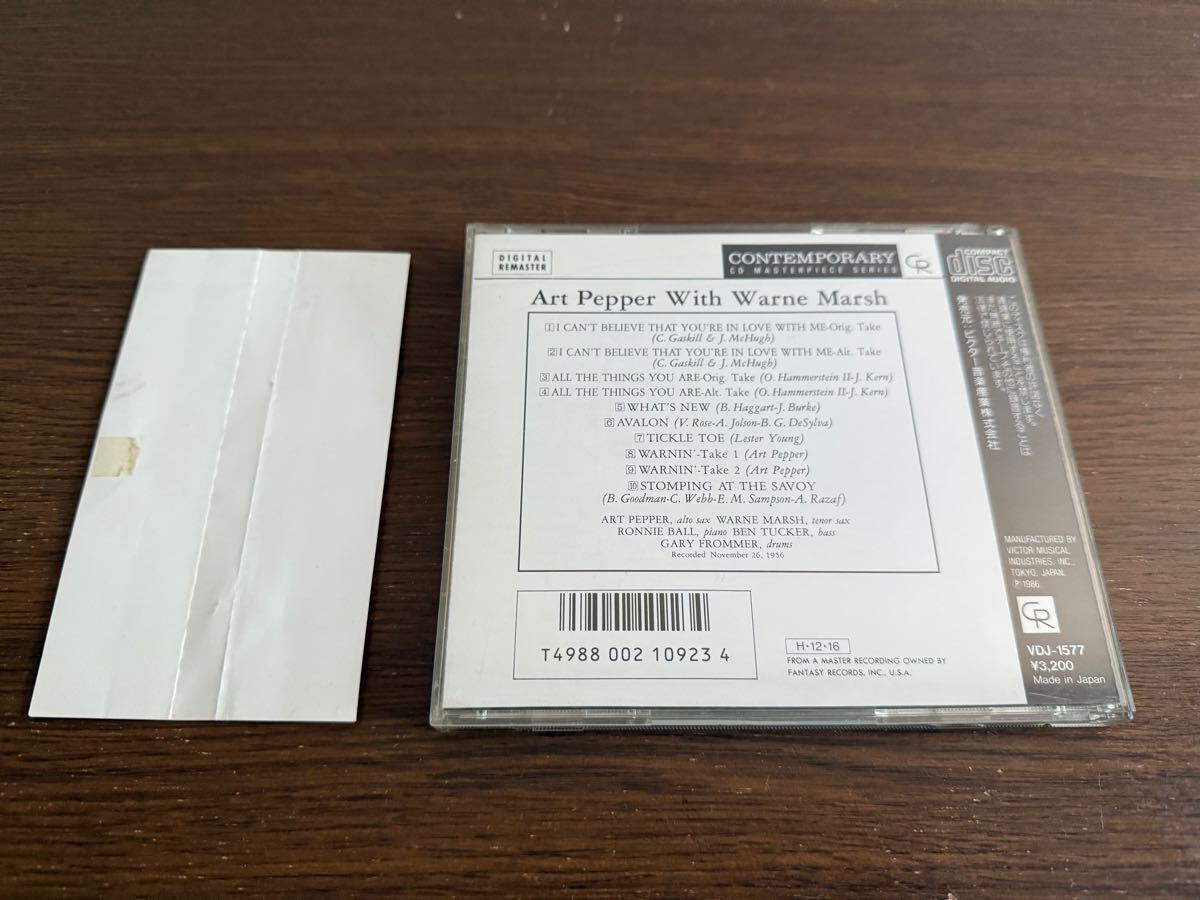 DIGITAL
REMASTER
CONTEMPORARY
CD MASTERPIECE SERIES
CR
Art Pepper With Warne Marsh
1 I CAN'T BELIEVE THAT YOU'RE IN LOVE WITH ME-Orig. Take
(C. Gaskill & J. McHugh)
2 I CAN'T BELIEVE THAT YOU'RE IN LOVE WITH ME-Alt. Take
(C. Gaskill & J. McHugh)
3 ALL THE THINGS YOU ARE-Orig. Take (O. Hammerstein II-J. Kern)
4 ALL THE THINGS YOU ARE-Alt. Take (O. Hammerstein II-J. Kern)
5 WHAT'S NEW (B. Haggart-J. Burke)
6 AVALON (V. Rose-A. Jolson-B. G. DeSylva)
7 TICKLE TOE (Lester Young)
8 WARNIN'-Take 1 (Art Pepper)
9 WARNIN'-Take 2 (Art Pepper)
10 STOMPING AT THE SAVOY
(B. Goodman-C. Webb-E. M. Sampson-A. Razaf)
ART PEPPER, alto sax WARNE MARSH, tenor sax
RONNIE BALL, piano BEN TUCKER, bass
GARY FROMMER, drums
Recorded November 26, 1956
T4988 002 10923 4
H·12·16
FROM A MASTER RECORDING OWNED BY
FANTASY RECORDS, INC., U.S.A.
COMPACT
disc
DIGITAL AUDIO
発売元:ビクター音楽産業株式会社
MANUFACTURED BY
VICTOR MUSICAL
INDUSTRIES, INC.,
TOKYO, JAPAN.
Ⓟ 1986
CR
VDJ-1577
¥3,200
Made in Japan